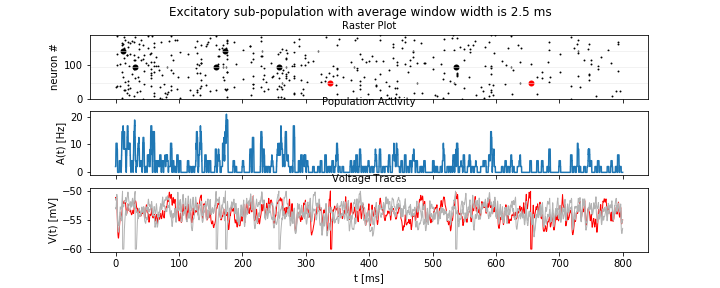 Excitatory sub-population with average window width is 2.5 ms
Raster Plot
neuron #
100
0
Population Activity
A(t) [Hz]
20
10
0
Voltage Traces
V(t) [mV]
−50
−55
−60
0 100 200 300 400 500 600 700 800
t [ms]